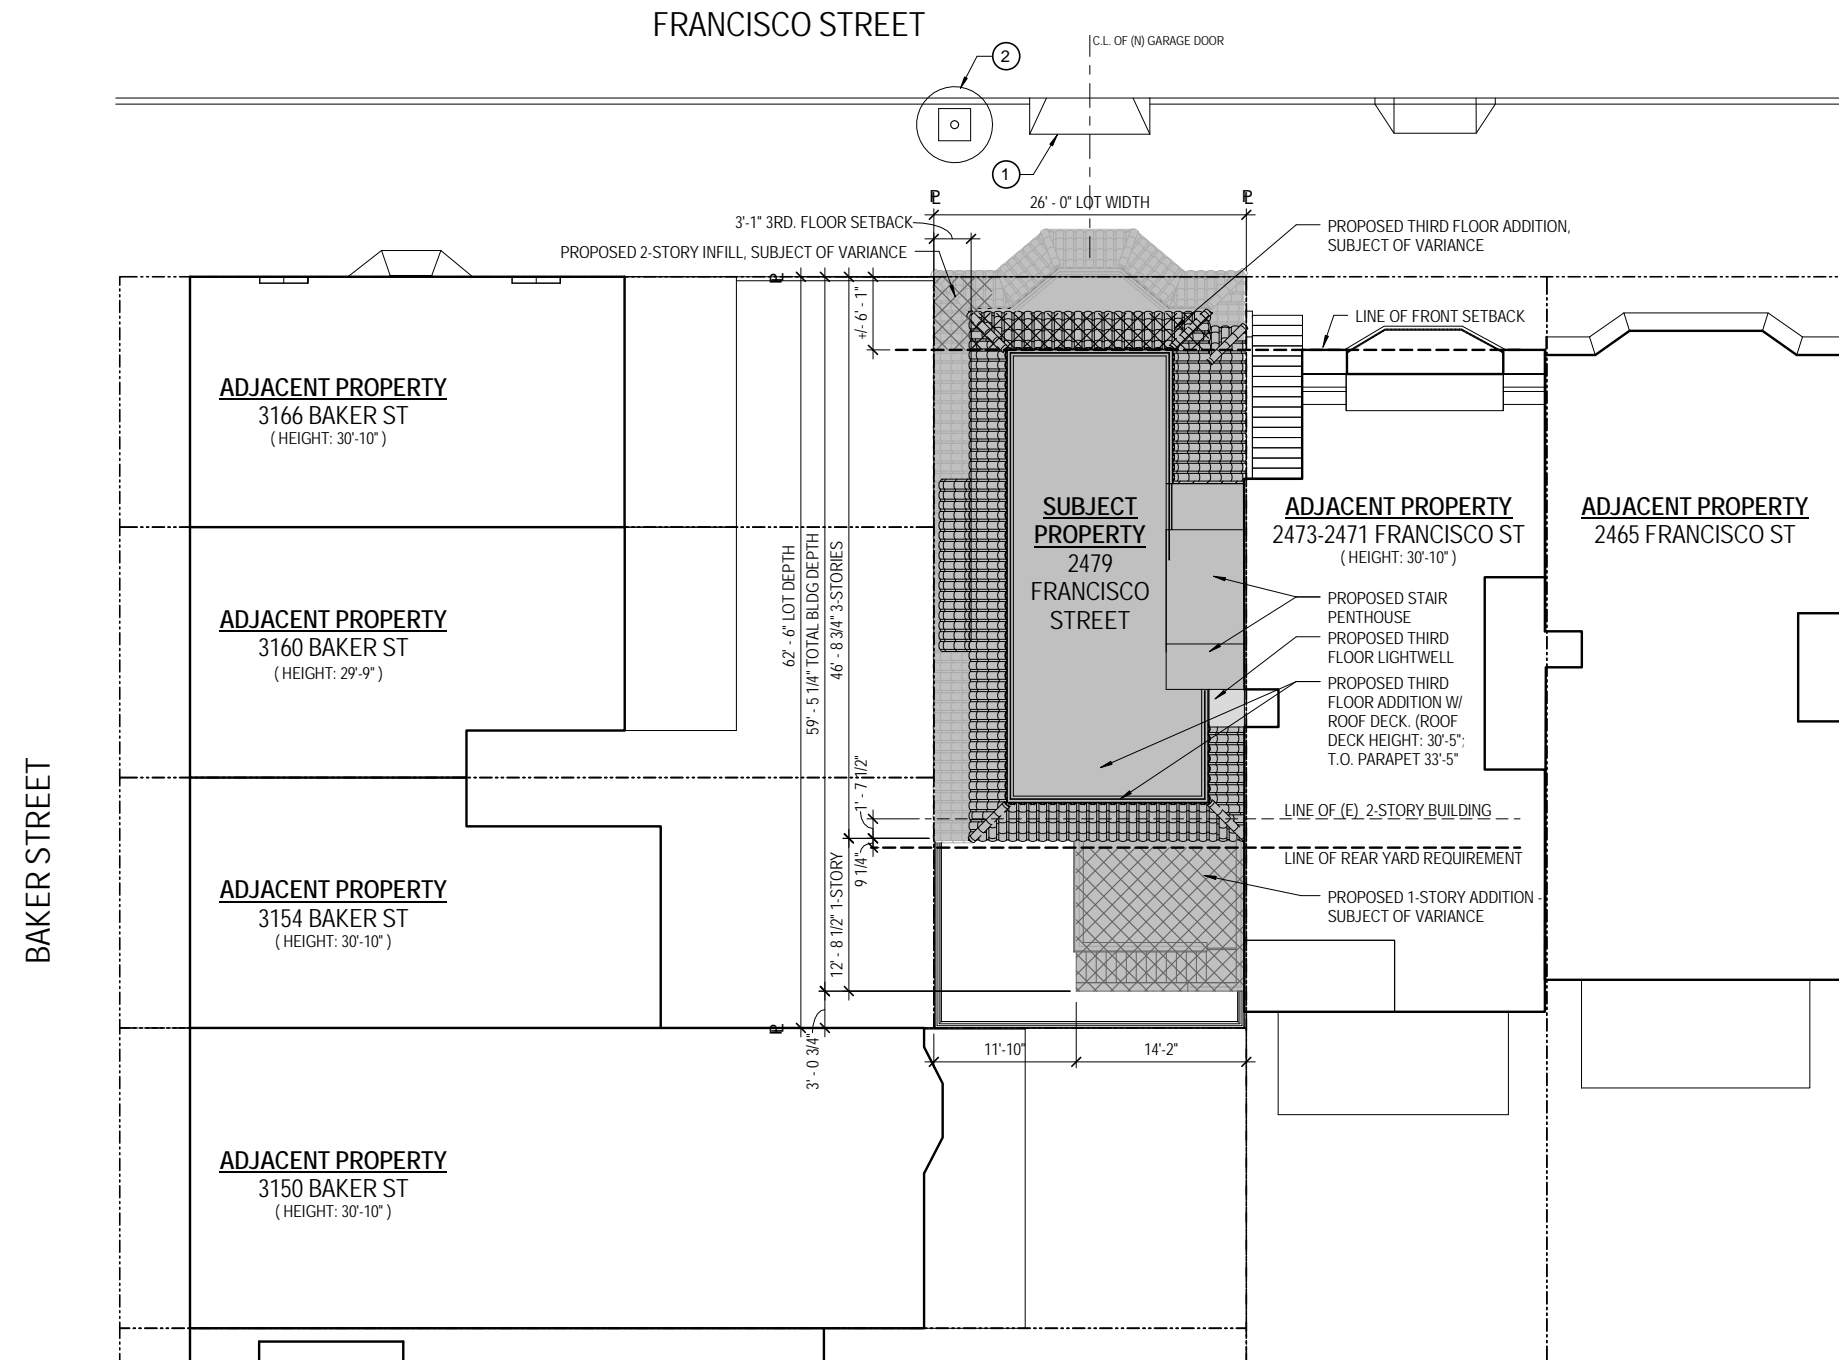 FRANCISCO STREET
C.L. OF (N) GARAGE DOOR
2
1
PL
PL
26' - 0" LOT WIDTH
3'-1" 3RD. FLOOR SETBACK
PROPOSED 2-STORY INFILL, SUBJECT OF VARIANCE
PROPOSED THIRD FLOOR ADDITION,
SUBJECT OF VARIANCE
PL
+/- 6' - 1"
LINE OF FRONT SETBACK
ADJACENT PROPERTY
3166 BAKER ST
( HEIGHT: 30'-10" )
SUBJECT
PROPERTY
2479
FRANCISCO
STREET
ADJACENT PROPERTY
2473-2471 FRANCISCO ST
( HEIGHT: 30'-10" )
ADJACENT PROPERTY
2465 FRANCISCO ST
62' - 6" LOT DEPTH
59' - 5 1/4" TOTAL BLDG DEPTH
46' - 8 3/4" 3-STORIES
ADJACENT PROPERTY
3160 BAKER ST
( HEIGHT: 29'-9" )
PROPOSED STAIR
PENTHOUSE
PROPOSED THIRD
FLOOR LIGHTWELL
PROPOSED THIRD
FLOOR ADDITION W/
ROOF DECK. (ROOF
DECK HEIGHT: 30'-5";
T.O. PARAPET 33'-5"
1' - 7 1/2"
LINE OF (E) 2-STORY BUILDING
9 1/4"
LINE OF REAR YARD REQUIREMENT
12' - 8 1/2" 1-STORY
PROPOSED 1-STORY ADDITION -
SUBJECT OF VARIANCE
BAKER STREET
ADJACENT PROPERTY
3154 BAKER ST
( HEIGHT: 30'-10" )
PL
3' - 0 3/4"
11'-10"
14'-2"
ADJACENT PROPERTY
3150 BAKER ST
( HEIGHT: 30'-10" )